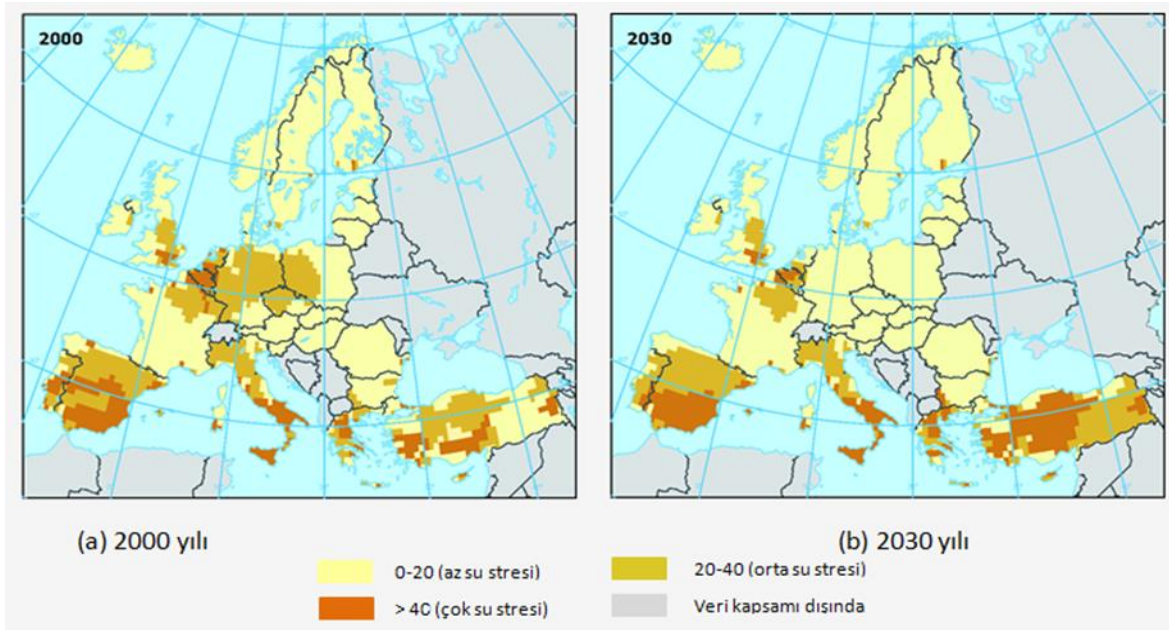 2000
2030
(a) 2000 yılı
(b) 2030 yılı
0-20 (az su stresi)
20-40 (orta su stresi)
> 40 (çok su stresi)
Veri kapsamı dışında